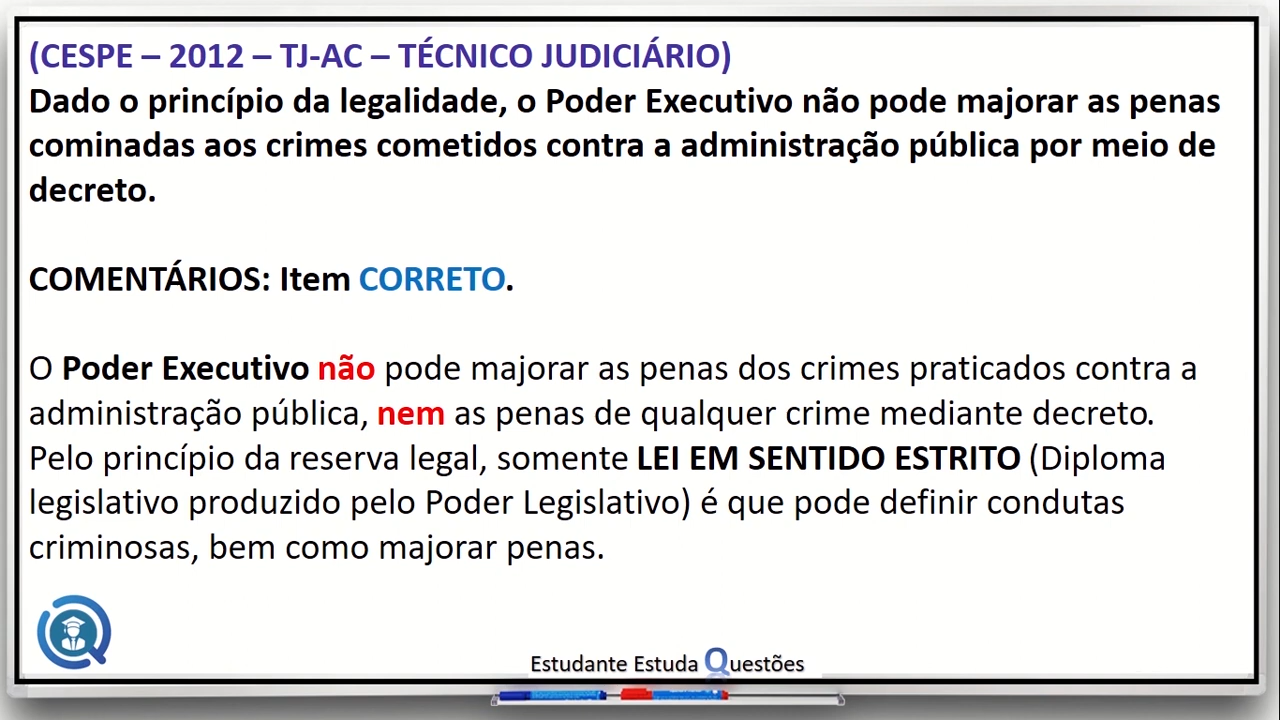 (CESPE – 2012 – TJ-AC – TÉCNICO JUDICIÁRIO)
Dado o princípio da legalidade, o Poder Executivo não pode majorar as penas
cominadas aos crimes cometidos contra a administração pública por meio de
decreto.
COMENTÁRIOS: Item CORRETO.
O Poder Executivo não pode majorar as penas dos crimes praticados contra a
administração pública, nem as penas de qualquer crime mediante decreto.
Pelo princípio da reserva legal, somente LEI EM SENTIDO ESTRITO (Diploma
legislativo produzido pelo Poder Legislativo) é que pode definir condutas
criminosas, bem como majorar penas.
Estudante Estuda Questões